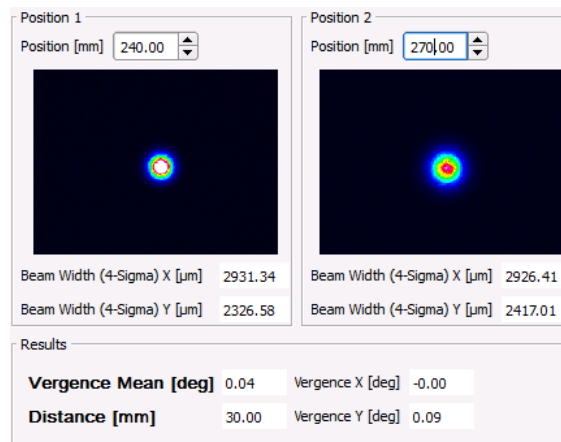 Position 1
Position [mm] 240.00
Beam Width (4-Sigma) X [µm] 2931.34
Beam Width (4-Sigma) Y [µm] 2326.58
Position 2
Position [mm] 270.00
Beam Width (4-Sigma) X [µm] 2926.41
Beam Width (4-Sigma) Y [µm] 2417.01
Results
Vergence Mean [deg] 0.04 Vergence X [deg] -0.00
Distance [mm] 30.00 Vergence Y [deg] 0.09